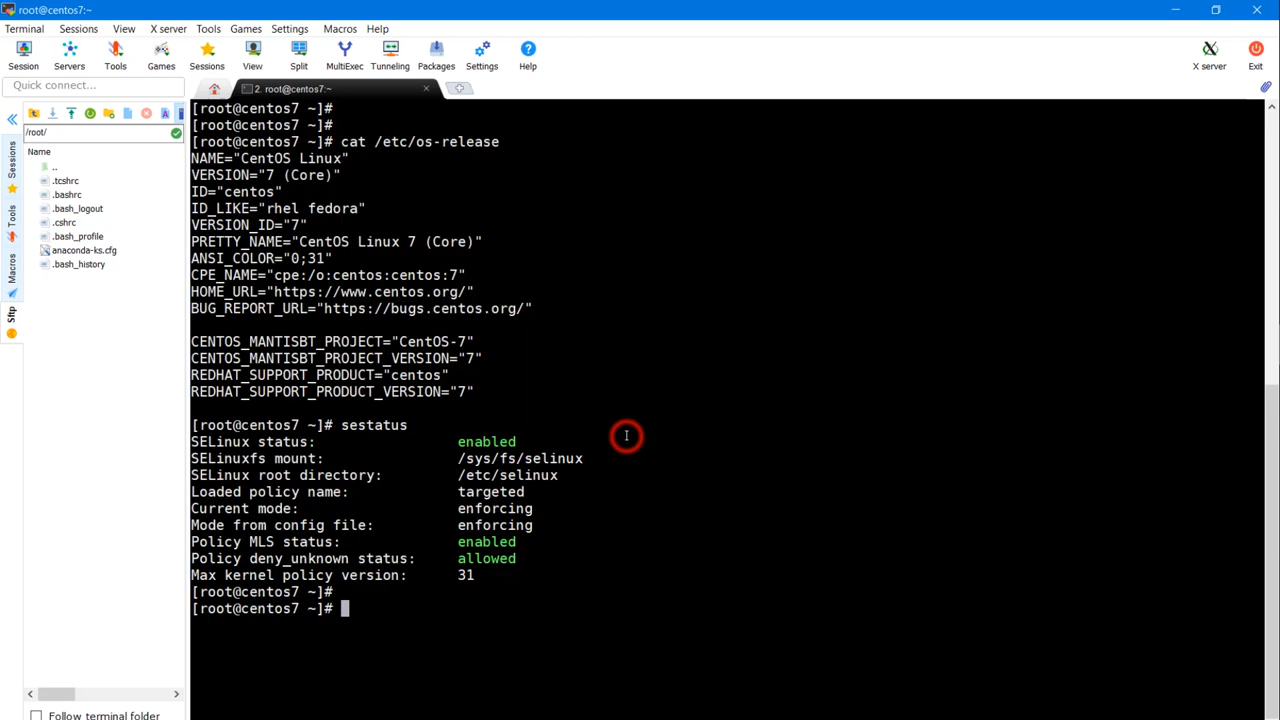 root@centos7:~
Terminal Sessions View X server Tools Games Settings Macros Help
Session Servers Tools Games Sessions View Split MultiExec Tunneling Packages Settings Help X server Exit
Quick connect...
2. root@centos7:~
/root/
Name
..
.tcshrc
.bashrc
.bash_logout
.cshrc
.bash_profile
anaconda-ks.cfg
.bash_history
Sessions
Tools
Macros
Sftp
[root@centos7 ~]#
[root@centos7 ~]#
[root@centos7 ~]# cat /etc/os-release
NAME="CentOS Linux"
VERSION="7 (Core)"
ID="centos"
ID_LIKE="rhel fedora"
VERSION_ID="7"
PRETTY_NAME="CentOS Linux 7 (Core)"
ANSI_COLOR="0;31"
CPE_NAME="cpe:/o:centos:centos:7"
HOME_URL="https://www.centos.org/"
BUG_REPORT_URL="https://bugs.centos.org/"
CENTOS_MANTISBT_PROJECT="CentOS-7"
CENTOS_MANTISBT_PROJECT_VERSION="7"
REDHAT_SUPPORT_PRODUCT="centos"
REDHAT_SUPPORT_PRODUCT_VERSION="7"
[root@centos7 ~]# sestatus
SELinux status: enabled
SELinuxfs mount: /sys/fs/selinux
SELinux root directory: /etc/selinux
Loaded policy name: targeted
Current mode: enforcing
Mode from config file: enforcing
Policy MLS status: enabled
Policy deny_unknown status: allowed
Max kernel policy version: 31
[root@centos7 ~]#
[root@centos7 ~]#
Follow terminal folder